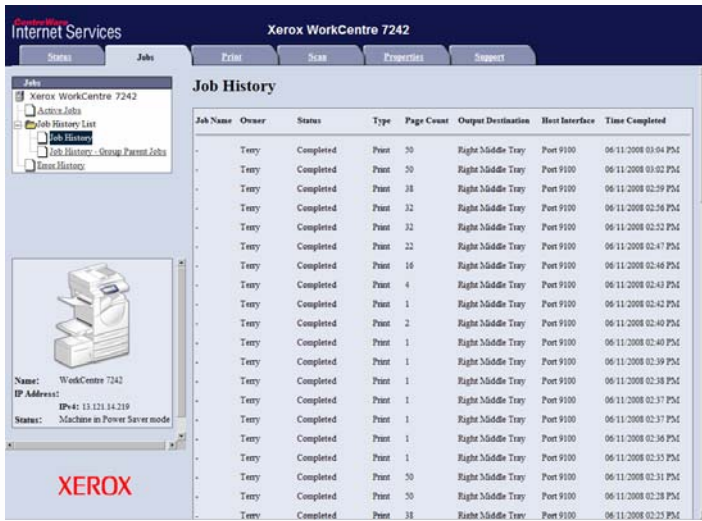 CentreWare
Internet Services
Xerox WorkCentre 7242
Status Jobs Print Scan Properties Support
Jobs
Xerox WorkCentre 7242
Active Jobs
Job History List
Job History
Job History - Group Parent Jobs
Error History
Name: WorkCentre 7242
IP Address:
IPv4: 13.121.14.219
Status: Machine in Power Saver mode
XEROX
Job History
Job Name Owner Status Type Page Count Output Destination Host Interface Time Completed
- Terry Completed Print 50 Right Middle Tray Port 9100 06/11/2008 03:04 PM
- Terry Completed Print 50 Right Middle Tray Port 9100 06/11/2008 03:02 PM
- Terry Completed Print 38 Right Middle Tray Port 9100 06/11/2008 02:59 PM
- Terry Completed Print 32 Right Middle Tray Port 9100 06/11/2008 02:56 PM
- Terry Completed Print 32 Right Middle Tray Port 9100 06/11/2008 02:52 PM
- Terry Completed Print 22 Right Middle Tray Port 9100 06/11/2008 02:47 PM
- Terry Completed Print 16 Right Middle Tray Port 9100 06/11/2008 02:46 PM
- Terry Completed Print 4 Right Middle Tray Port 9100 06/11/2008 02:43 PM
- Terry Completed Print 1 Right Middle Tray Port 9100 06/11/2008 02:42 PM
- Terry Completed Print 2 Right Middle Tray Port 9100 06/11/2008 02:40 PM
- Terry Completed Print 1 Right Middle Tray Port 9100 06/11/2008 02:40 PM
- Terry Completed Print 1 Right Middle Tray Port 9100 06/11/2008 02:39 PM
- Terry Completed Print 1 Right Middle Tray Port 9100 06/11/2008 02:38 PM
- Terry Completed Print 1 Right Middle Tray Port 9100 06/11/2008 02:37 PM
- Terry Completed Print 1 Right Middle Tray Port 9100 06/11/2008 02:37 PM
- Terry Completed Print 1 Right Middle Tray Port 9100 06/11/2008 02:36 PM
- Terry Completed Print 1 Right Middle Tray Port 9100 06/11/2008 02:35 PM
- Terry Completed Print 50 Right Middle Tray Port 9100 06/11/2008 02:31 PM
- Terry Completed Print 50 Right Middle Tray Port 9100 06/11/2008 02:28 PM
- Terry Completed Print 38 Right Middle Tray Port 9100 06/11/2008 02:25 PM